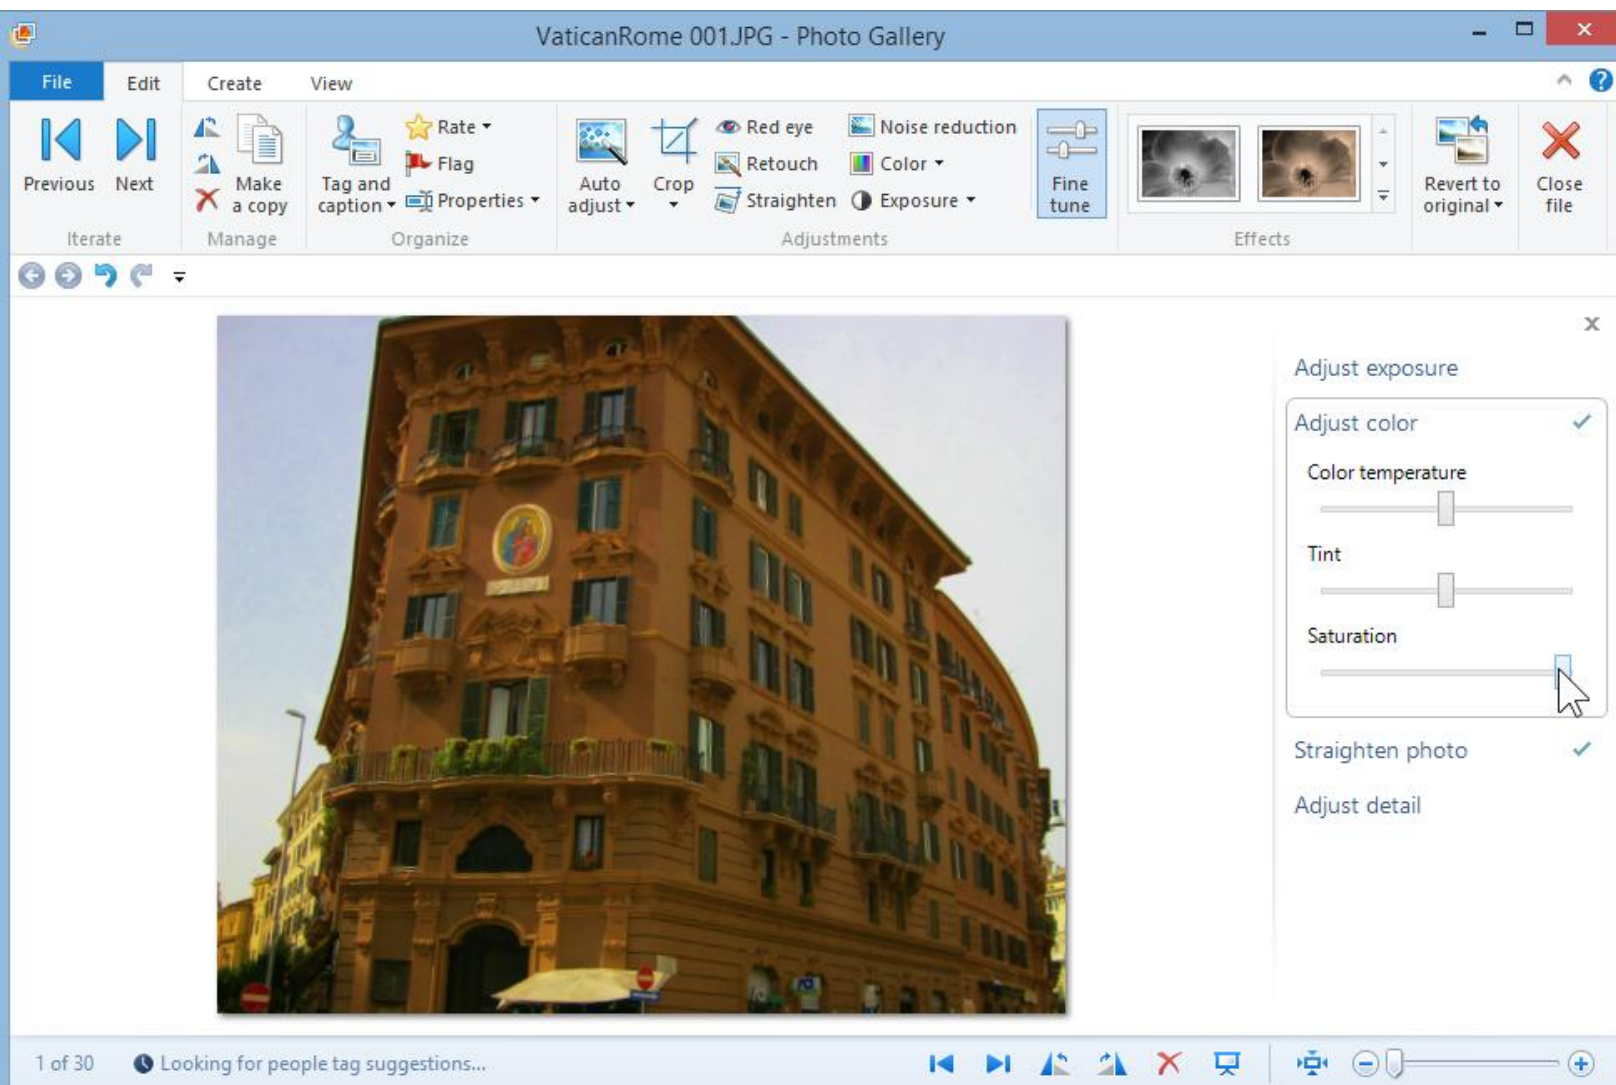 VaticanRome 001.JPG - Photo Gallery
File Edit Create View
Previous
Next
Make a copy
Tag and caption
Rate
Flag
Properties
Auto adjust
Crop
Red eye
Retouch
Straighten
Noise reduction
Color
Exposure
Fine tune
Revert to original
Close file
Iterate Manage Organize Adjustments Effects
Adjust exposure
Adjust color
Color temperature
Tint
Saturation
Straighten photo
Adjust detail
1 of 30 Looking for people tag suggestions...